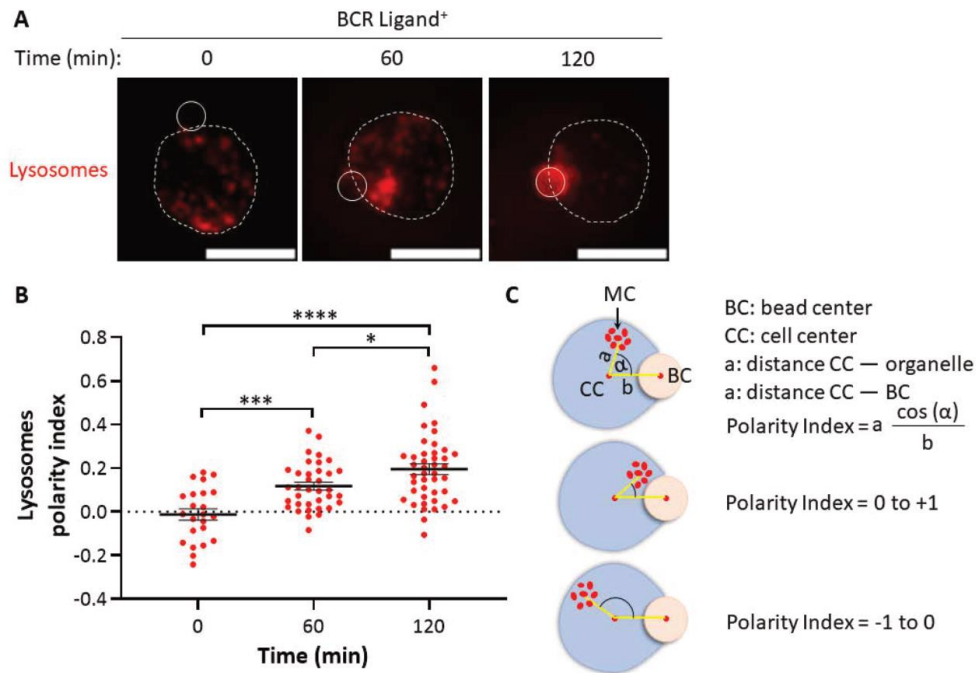 A
BCR Ligand⁺
Time (min): 0 60 120
Lysosomes
B
Lysosomes
polarity index
0.8
0.6
0.4
0.2
0.0
-0.2
-0.4
****
*
***
0 60 120
Time (min)
C
MC
a
α
b
CC
BC
BC: bead center
CC: cell center
a: distance CC — organelle
a: distance CC — BC
Polarity Index = a cos (α) / b
Polarity Index = 0 to +1
Polarity Index = -1 to 0